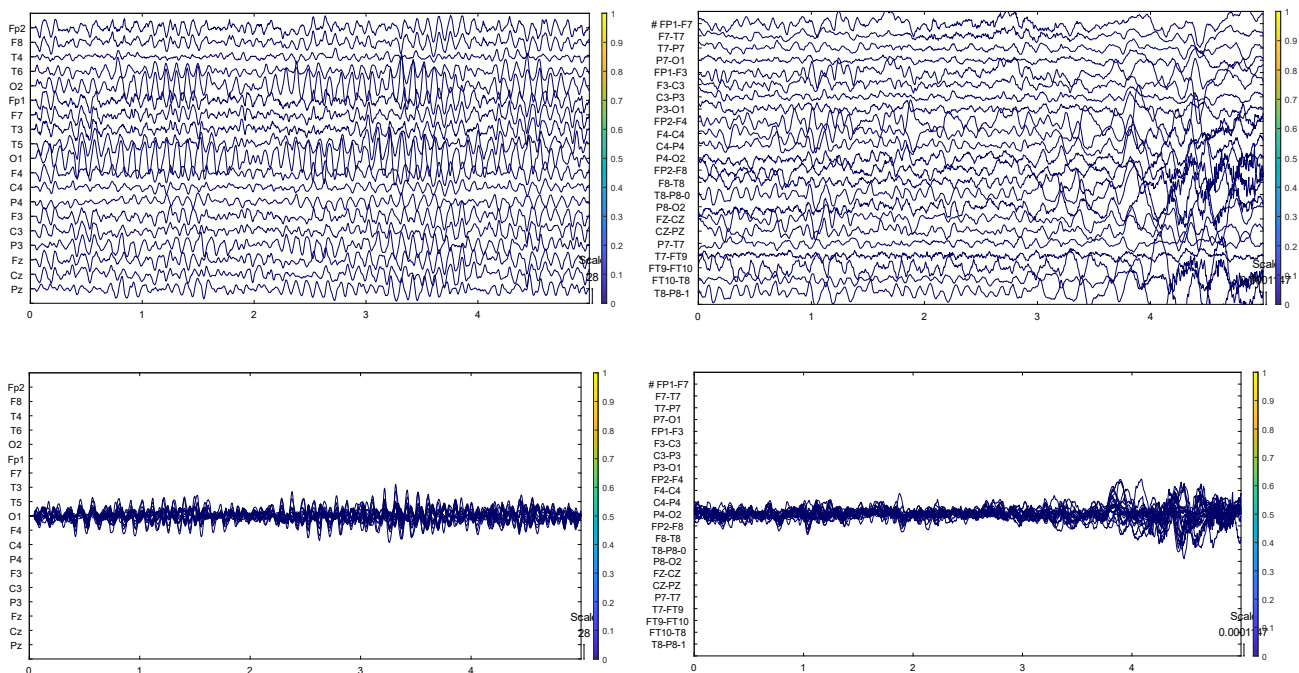 Fp2
F8
T4
T6
O2
Fp1
F7
T3
T5
O1
F4
C4
P4
F3
C3
P3
Fz
Cz
Pz
0 1 2 3 4
Scale
28
1
0.9
0.8
0.7
0.6
0.5
0.4
0.3
0.2
0.1
0
# FP1-F7
F7-T7
T7-P7
P7-O1
FP1-F3
F3-C3
C3-P3
P3-O1
FP2-F4
F4-C4
C4-P4
P4-O2
FP2-F8
F8-T8
T8-P8-0
P8-O2
FZ-CZ
CZ-PZ
P7-T7
T7-FT9
FT9-FT10
FT10-T8
T8-P8-1
0 1 2 3 4
Scale
1
0.9
0.8
0.7
0.6
0.5
0.4
0.3
0.2
0.1
0
Fp2
F8
T4
T6
O2
Fp1
F7
T3
T5
O1
F4
C4
P4
F3
C3
P3
Fz
Cz
Pz
0 1 2 3 4
Scale
28
1
0.9
0.8
0.7
0.6
0.5
0.4
0.3
0.2
0.1
0
# FP1-F7
F7-T7
T7-P7
P7-O1
FP1-F3
F3-C3
C3-P3
P3-O1
FP2-F4
F4-C4
C4-P4
P4-O2
FP2-F8
F8-T8
T8-P8-0
P8-O2
FZ-CZ
CZ-PZ
P7-T7
T7-FT9
FT9-FT10
FT10-T8
T8-P8-1
0 1 2 3 4
Scale
0.0001147
1
0.9
0.8
0.7
0.6
0.5
0.4
0.3
0.2
0.1
0